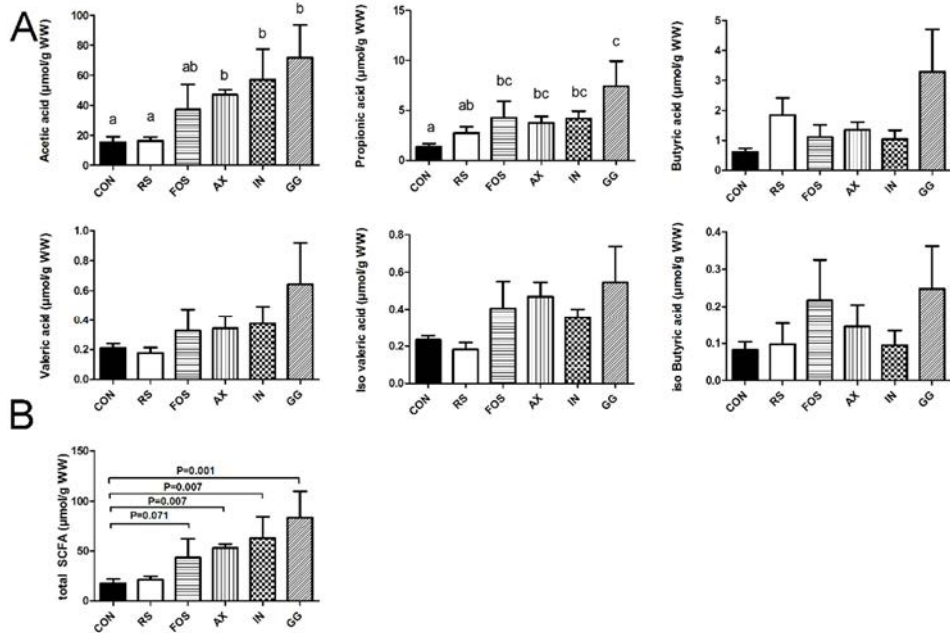 A
Acetic acid (µmol/g WW)
100
80
60
40
20
0
a
a
ab
b
b
b
CON
RS
FOS
AX
IN
GG
Propionic acid (µmol/g WW)
15
10
5
0
a
ab
bc
bc
bc
c
CON
RS
FOS
AX
IN
GG
Butyric acid (µmol/g WW)
5
4
3
2
1
0
CON
RS
FOS
AX
IN
GG
Valeric acid (µmol/g WW)
1.0
0.8
0.6
0.4
0.2
0.0
CON
RS
FOS
AX
IN
GG
Iso valeric acid (µmol/g WW)
0.8
0.6
0.4
0.2
0.0
CON
RS
FOS
AX
IN
GG
iso Butyric acid (µmol/g WW)
0.4
0.3
0.2
0.1
0.0
CON
RS
FOS
AX
IN
GG
B
total SCFA (µmol/g WW)
150
100
50
0
P=0.001
P=0.007
P=0.007
P=0.071
CON
RS
FOS
AX
IN
GG